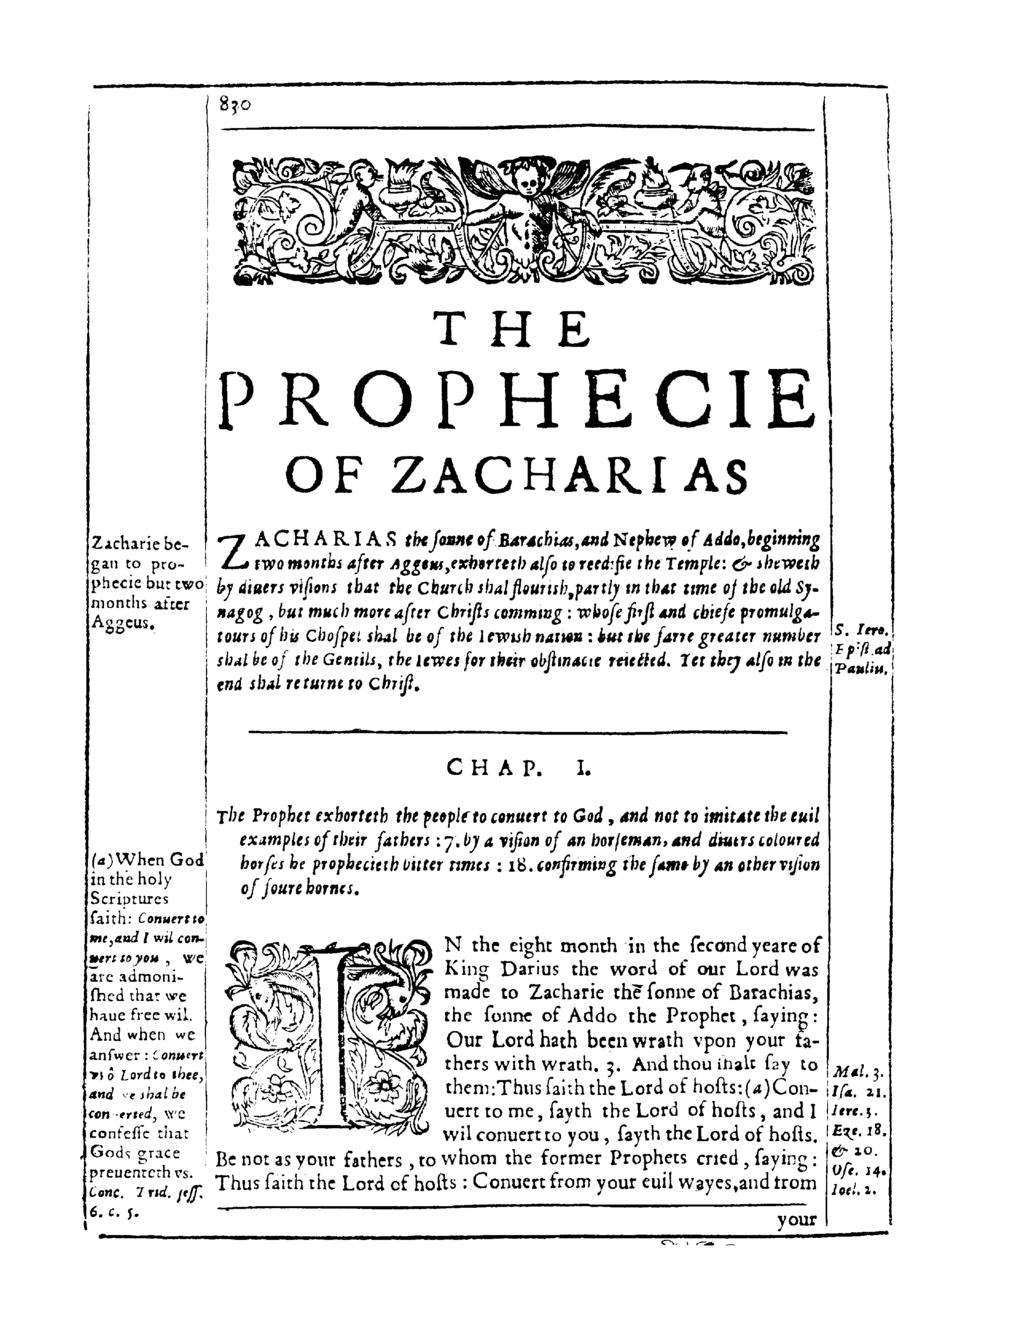 830
THE
PROPHECIE
OF ZACHARIAS
Zacharie be-
gan to pro-
phecie but two
months after
Aggeus.
ZACHARIAS the ſonne of Barachias, and Nephew of Addo, beginning
two months after Aggeus, exhorteth alſo to reedifie the Temple: & sheweth
by diuers viſions that the Church shal flourish, partly in that time of the old Sy-
nagog, but much more after Chriſts comming: whoſe firſt and chiefe promulga-
tours of his Ghoſpel shal be of the Iewish nation: but the farre greater number
shal be of the Gentils, the Iewes for their obſtinacie reiected. Yet they alſo in the
end shal returne to Chriſt.
S. Iero.
Epiſt. ad
Paulin.
CHAP. I.
The Prophet exhorteth the people to conuert to God, and not to imitate the euil
examples of their fathers: 7. by a viſion of an horſeman, and diuers coloured
horſes he prophecieth bitter times: 18. confirming the ſame by an other viſion
of foure hornes.
(a) When God
in the holy
Scriptures
ſaith: Conuert to
me, and I wil con-
uert to you, we
are admoni-
ſhed that we
haue free wil.
And when we
anſwer: Conuert
vs ô Lord to thee,
and we shal be
conuerted, we
confeſſe that
Gods grace
preuenteth vs.
Conc. Trid. ſeſſ.
6. c. 5.
IN the eight month in the ſecond yeare of
King Darius the word of our Lord was
made to Zacharie thē ſonne of Barachias,
the ſonne of Addo the Prophet, ſaying:
Our Lord hath been wrath vpon your fa-
thers with wrath. 3. And thou ſhalt ſay to
them: Thus ſaith the Lord of hoſts: (a) Con-
uert to me, ſayth the Lord of hoſts, and I
wil conuert to you, ſayth the Lord of hoſts.
Be not as your fathers, to whom the former Prophets cried, ſaying:
Thus ſaith the Lord of hoſts: Conuert from your euil wayes, and from
your
Mal. 3.
Iſa. 21.
Iere. 3.
Eze. 18.
& 20.
Oſe. 14.
Ioel. 2.